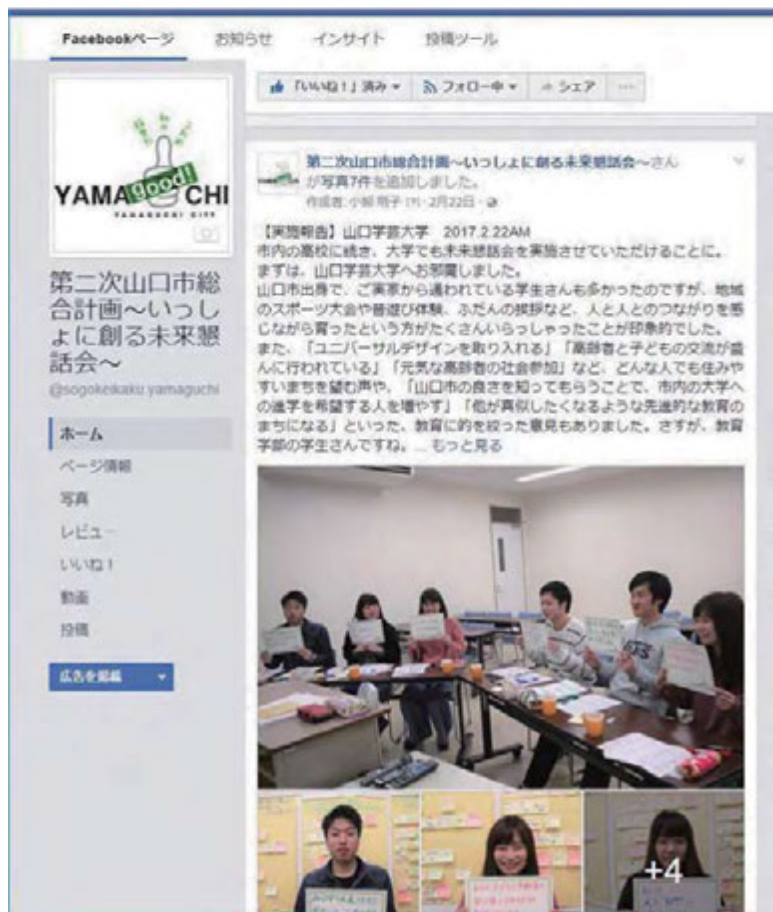 Facebookページ お知らせ インサイト 投稿ツール
「いいね！」済み フォロー中 シェア ...
YAMA good! CHI
YAMAGUCHI CITY
第二次山口市総
合計画～いっし
ょに創る未来懇
話会～
@sogokeikaku.yamaguchi
ホーム
ページ情報
写真
レビュー
いいね！
動画
投稿
広告を掲載
第二次山口市総合計画～いっしょに創る未来懇話会～さん
が写真7件を追加しました。
作成者: 明子 [?]・2月22日・
【実施報告】山口学芸大学 2017.2.22AM
市内の高校に続き、大学でも未来懇話会を実施させていただけることに。
まずは、山口学芸大学へお邪魔しました。
山口市出身で、ご実家から通われている学生さんも多かったのですが、地域
のスポーツ大会や昔遊び体験、ふだんの挨拶など、人と人とのつながりを感
じながら育ったという方がたくさんいらっしゃったことが印象的でした。
また、「ユニバーサルデザインを取り入れる」「高齢者と子どもの交流が盛
んに行われている」「元気な高齢者の社会参加」など、どんな人でも住みや
すいまちを望む声や、「山口市の良さを知ってもらうことで、市内の大学へ
の進学を希望する人を増やす」「他が真似したくなるような先進的な教育の
まちになる」といった、教育に的を絞った意見もありました。さすが、教育
学部の学生さんですね。... もっと見る
+4